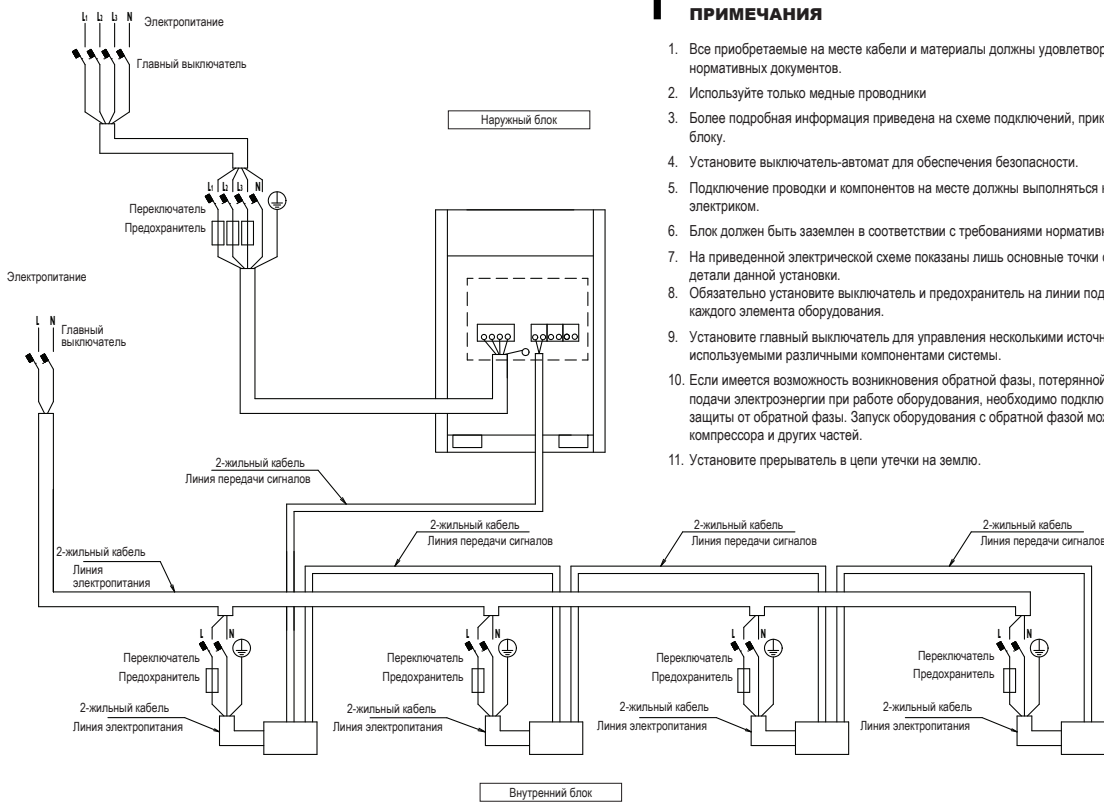 L₁ L₂ L₃ N
Электропитание
Главный выключатель
L₁ L₂ L₃ N
Переключатель
Предохранитель
Наружный блок
Электропитание
L N
Главный
выключатель
2-жильный кабель
Линия передачи сигналов
2-жильный кабель
Линия
электропитания
2-жильный кабель
Линия передачи сигналов
2-жильный кабель
Линия передачи сигналов
2-жильный кабель
Линия передачи сигналов
L N
Переключатель
Предохранитель
2-жильный кабель
Линия электропитания
L N
Переключатель
Предохранитель
2-жильный кабель
Линия электропитания
L N
Переключатель
Предохранитель
2-жильный кабель
Линия электропитания
L N
Переключатель
Предохранитель
2-жильный кабель
Линия электропитания
Внутренний блок
ПРИМЕЧАНИЯ
1. Все приобретаемые на месте кабели и материалы должны
нормативных документов.
2. Используйте только медные проводники
3. Более подробная информация приведена на схеме подключений,
блоку.
4. Установите выключатель-автомат для обеспечения безопасности.
5. Подключение проводки и компонентов на месте должны выполняться
электриком.
6. Блок должен быть заземлен в соответствии с требованиями
7. На приведенной электрической схеме показаны лишь основные точки
детали данной установки.
8. Обязательно установите выключатель и предохранитель на линии
каждого элемента оборудования.
9. Установите главный выключатель для управления несколькими
используемыми различными компонентами системы.
10. Если имеется возможность возникновения обратной фазы, потерянной
подачи электроэнергии при работе оборудования, необходимо
защиты от обратной фазы. Запуск оборудования с обратной фазой
компрессора и других частей.
11. Установите прерыватель в цепи утечки на землю.